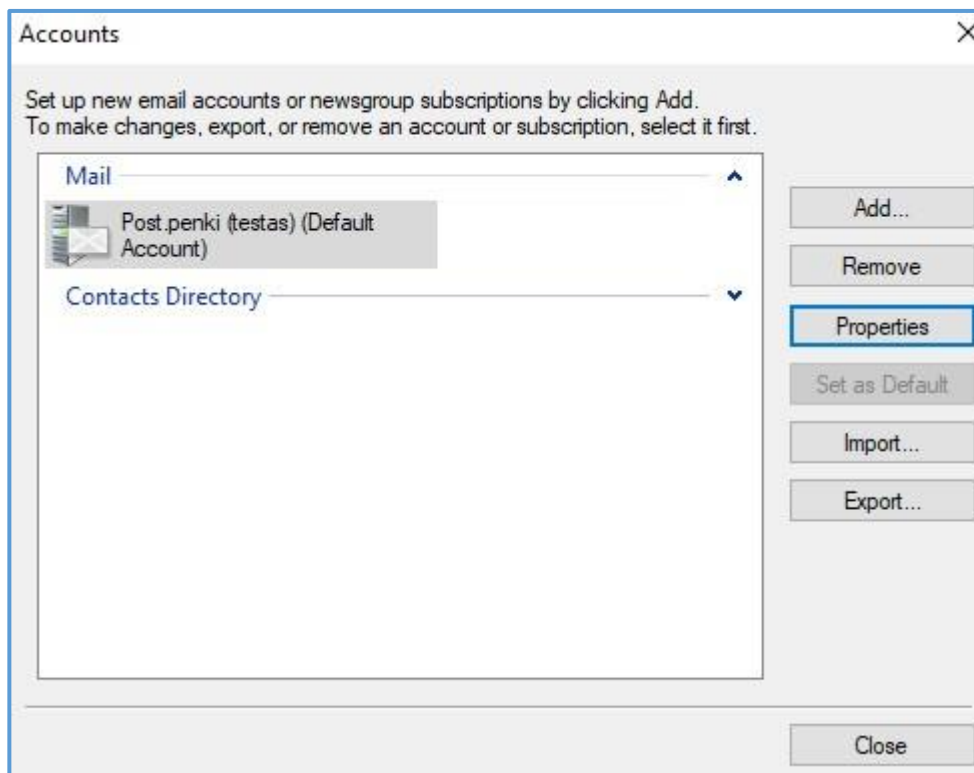 Accounts
Set up new email accounts or newsgroup subscriptions by clicking Add.
To make changes, export, or remove an account or subscription, select it first.
Mail
Post.penki (testas) (Default
Account)
Contacts Directory
Add...
Remove
Properties
Set as Default
Import...
Export...
Close